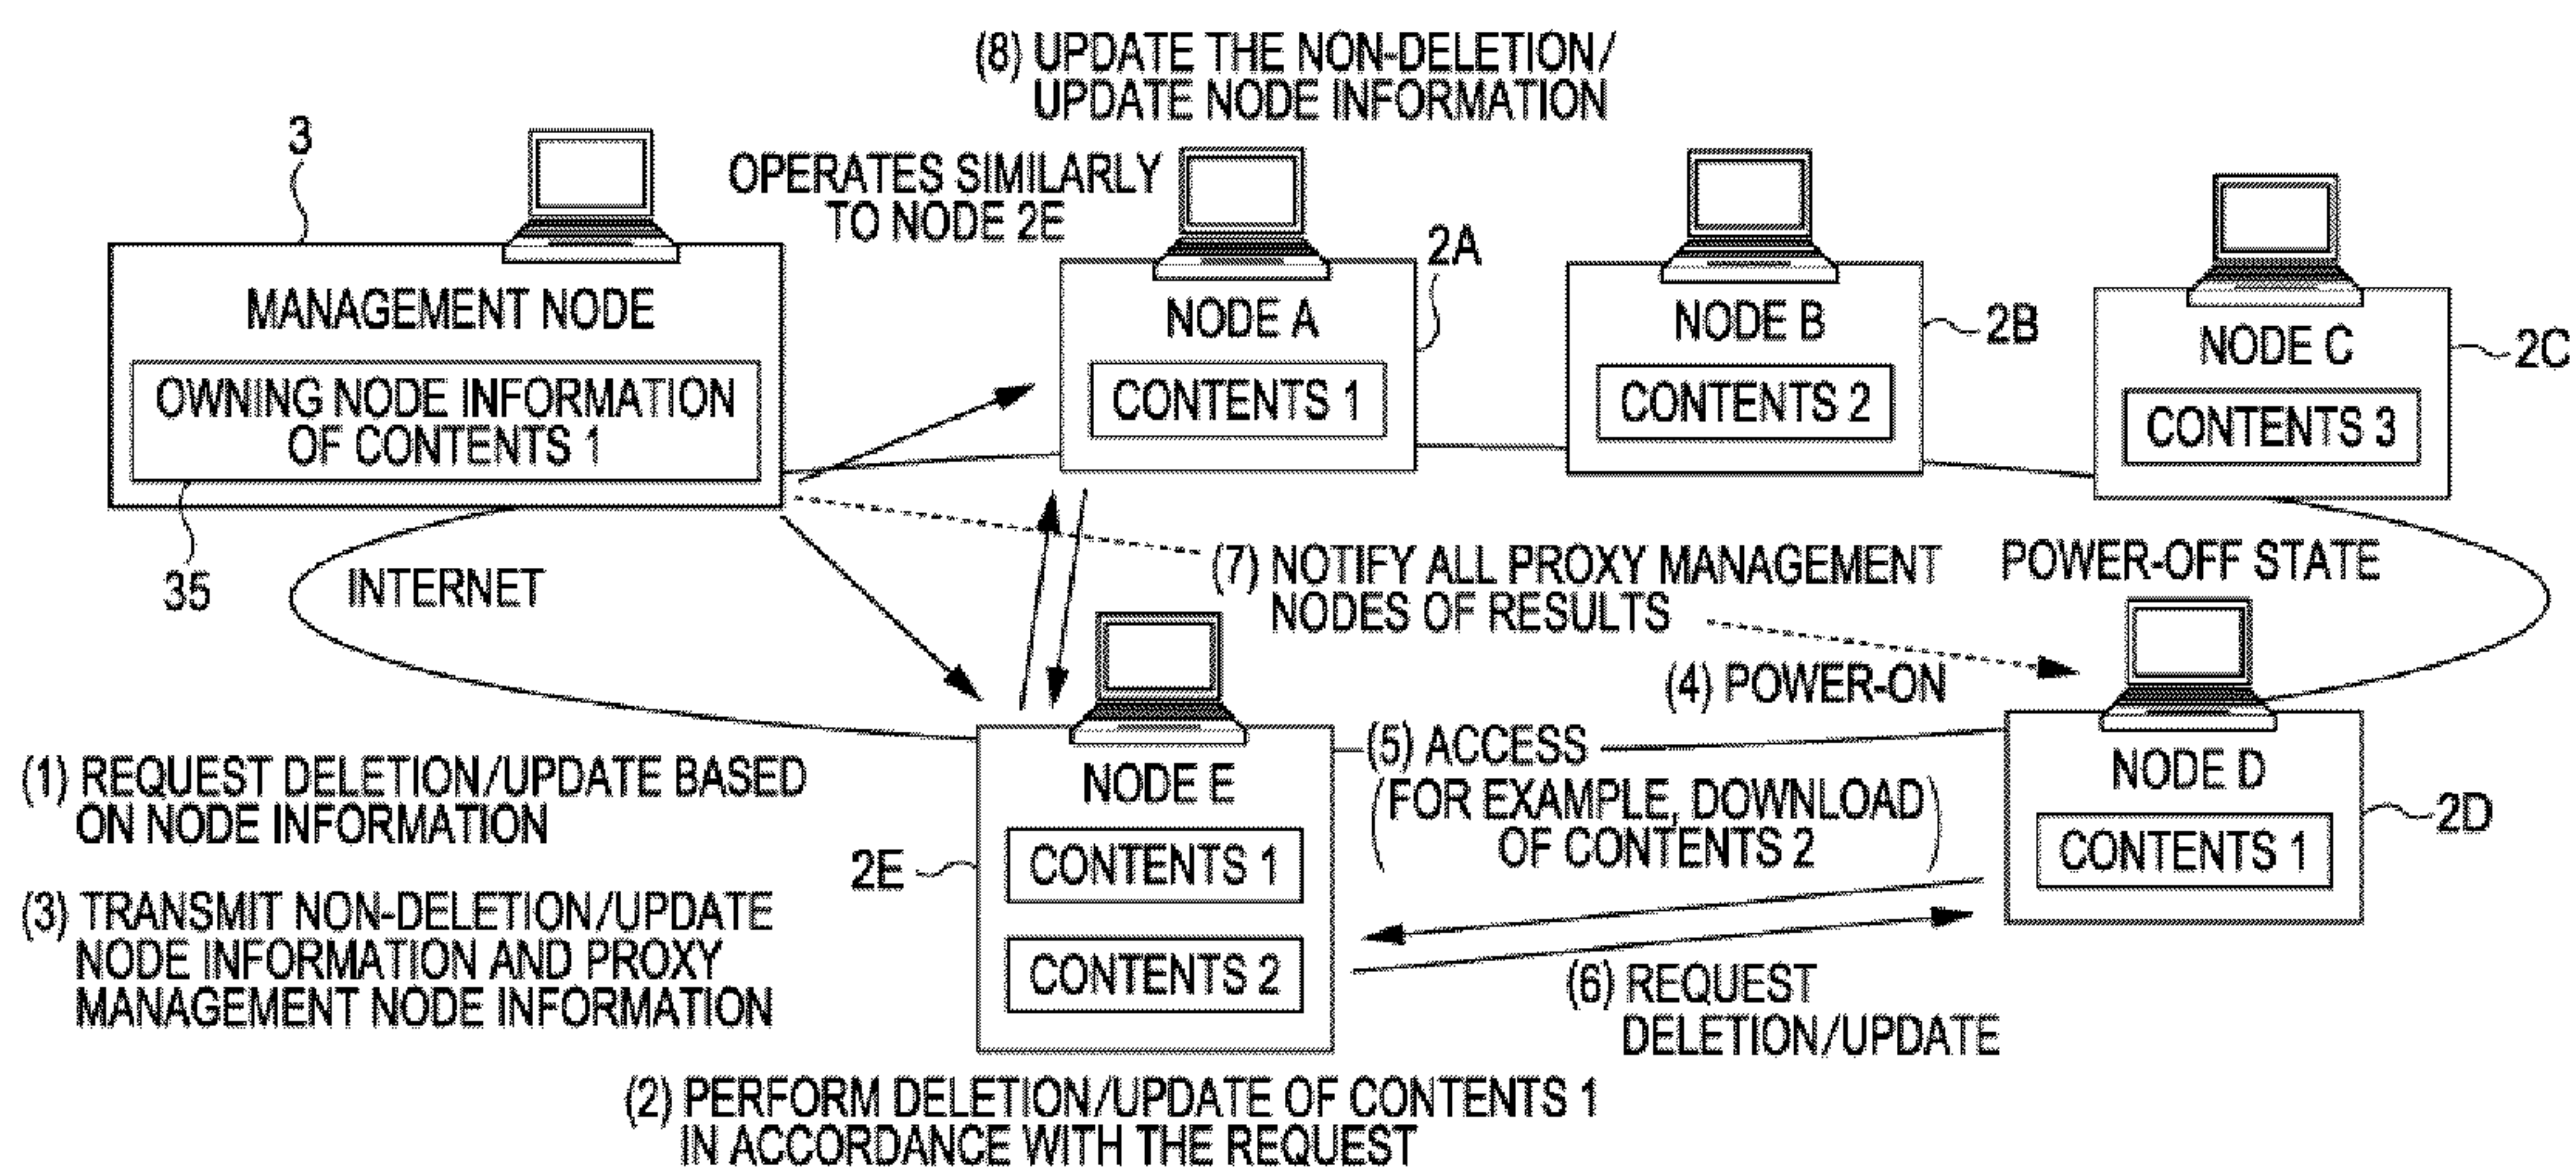 (8) UPDATE THE NON-DELETION/
UPDATE NODE INFORMATION
3
OPERATES SIMILARLY
TO NODE 2E
MANAGEMENT NODE
OWNING NODE INFORMATION
OF CONTENTS 1
35
NODE A
CONTENTS 1
2A
NODE B
CONTENTS 2
2B
NODE C
CONTENTS 3
2C
INTERNET
(7) NOTIFY ALL PROXY MANAGEMENT
NODES OF RESULTS
POWER-OFF STATE
(4) POWER-ON
(1) REQUEST DELETION/UPDATE BASED
ON NODE INFORMATION
(3) TRANSMIT NON-DELETION/UPDATE
NODE INFORMATION AND PROXY
MANAGEMENT NODE INFORMATION
NODE E
CONTENTS 1
CONTENTS 2
2E
(5) ACCESS
(FOR EXAMPLE, DOWNLOAD
OF CONTENTS 2)
NODE D
CONTENTS 1
2D
(6) REQUEST
DELETION/UPDATE
(2) PERFORM DELETION/UPDATE OF CONTENTS 1
IN ACCORDANCE WITH THE REQUEST